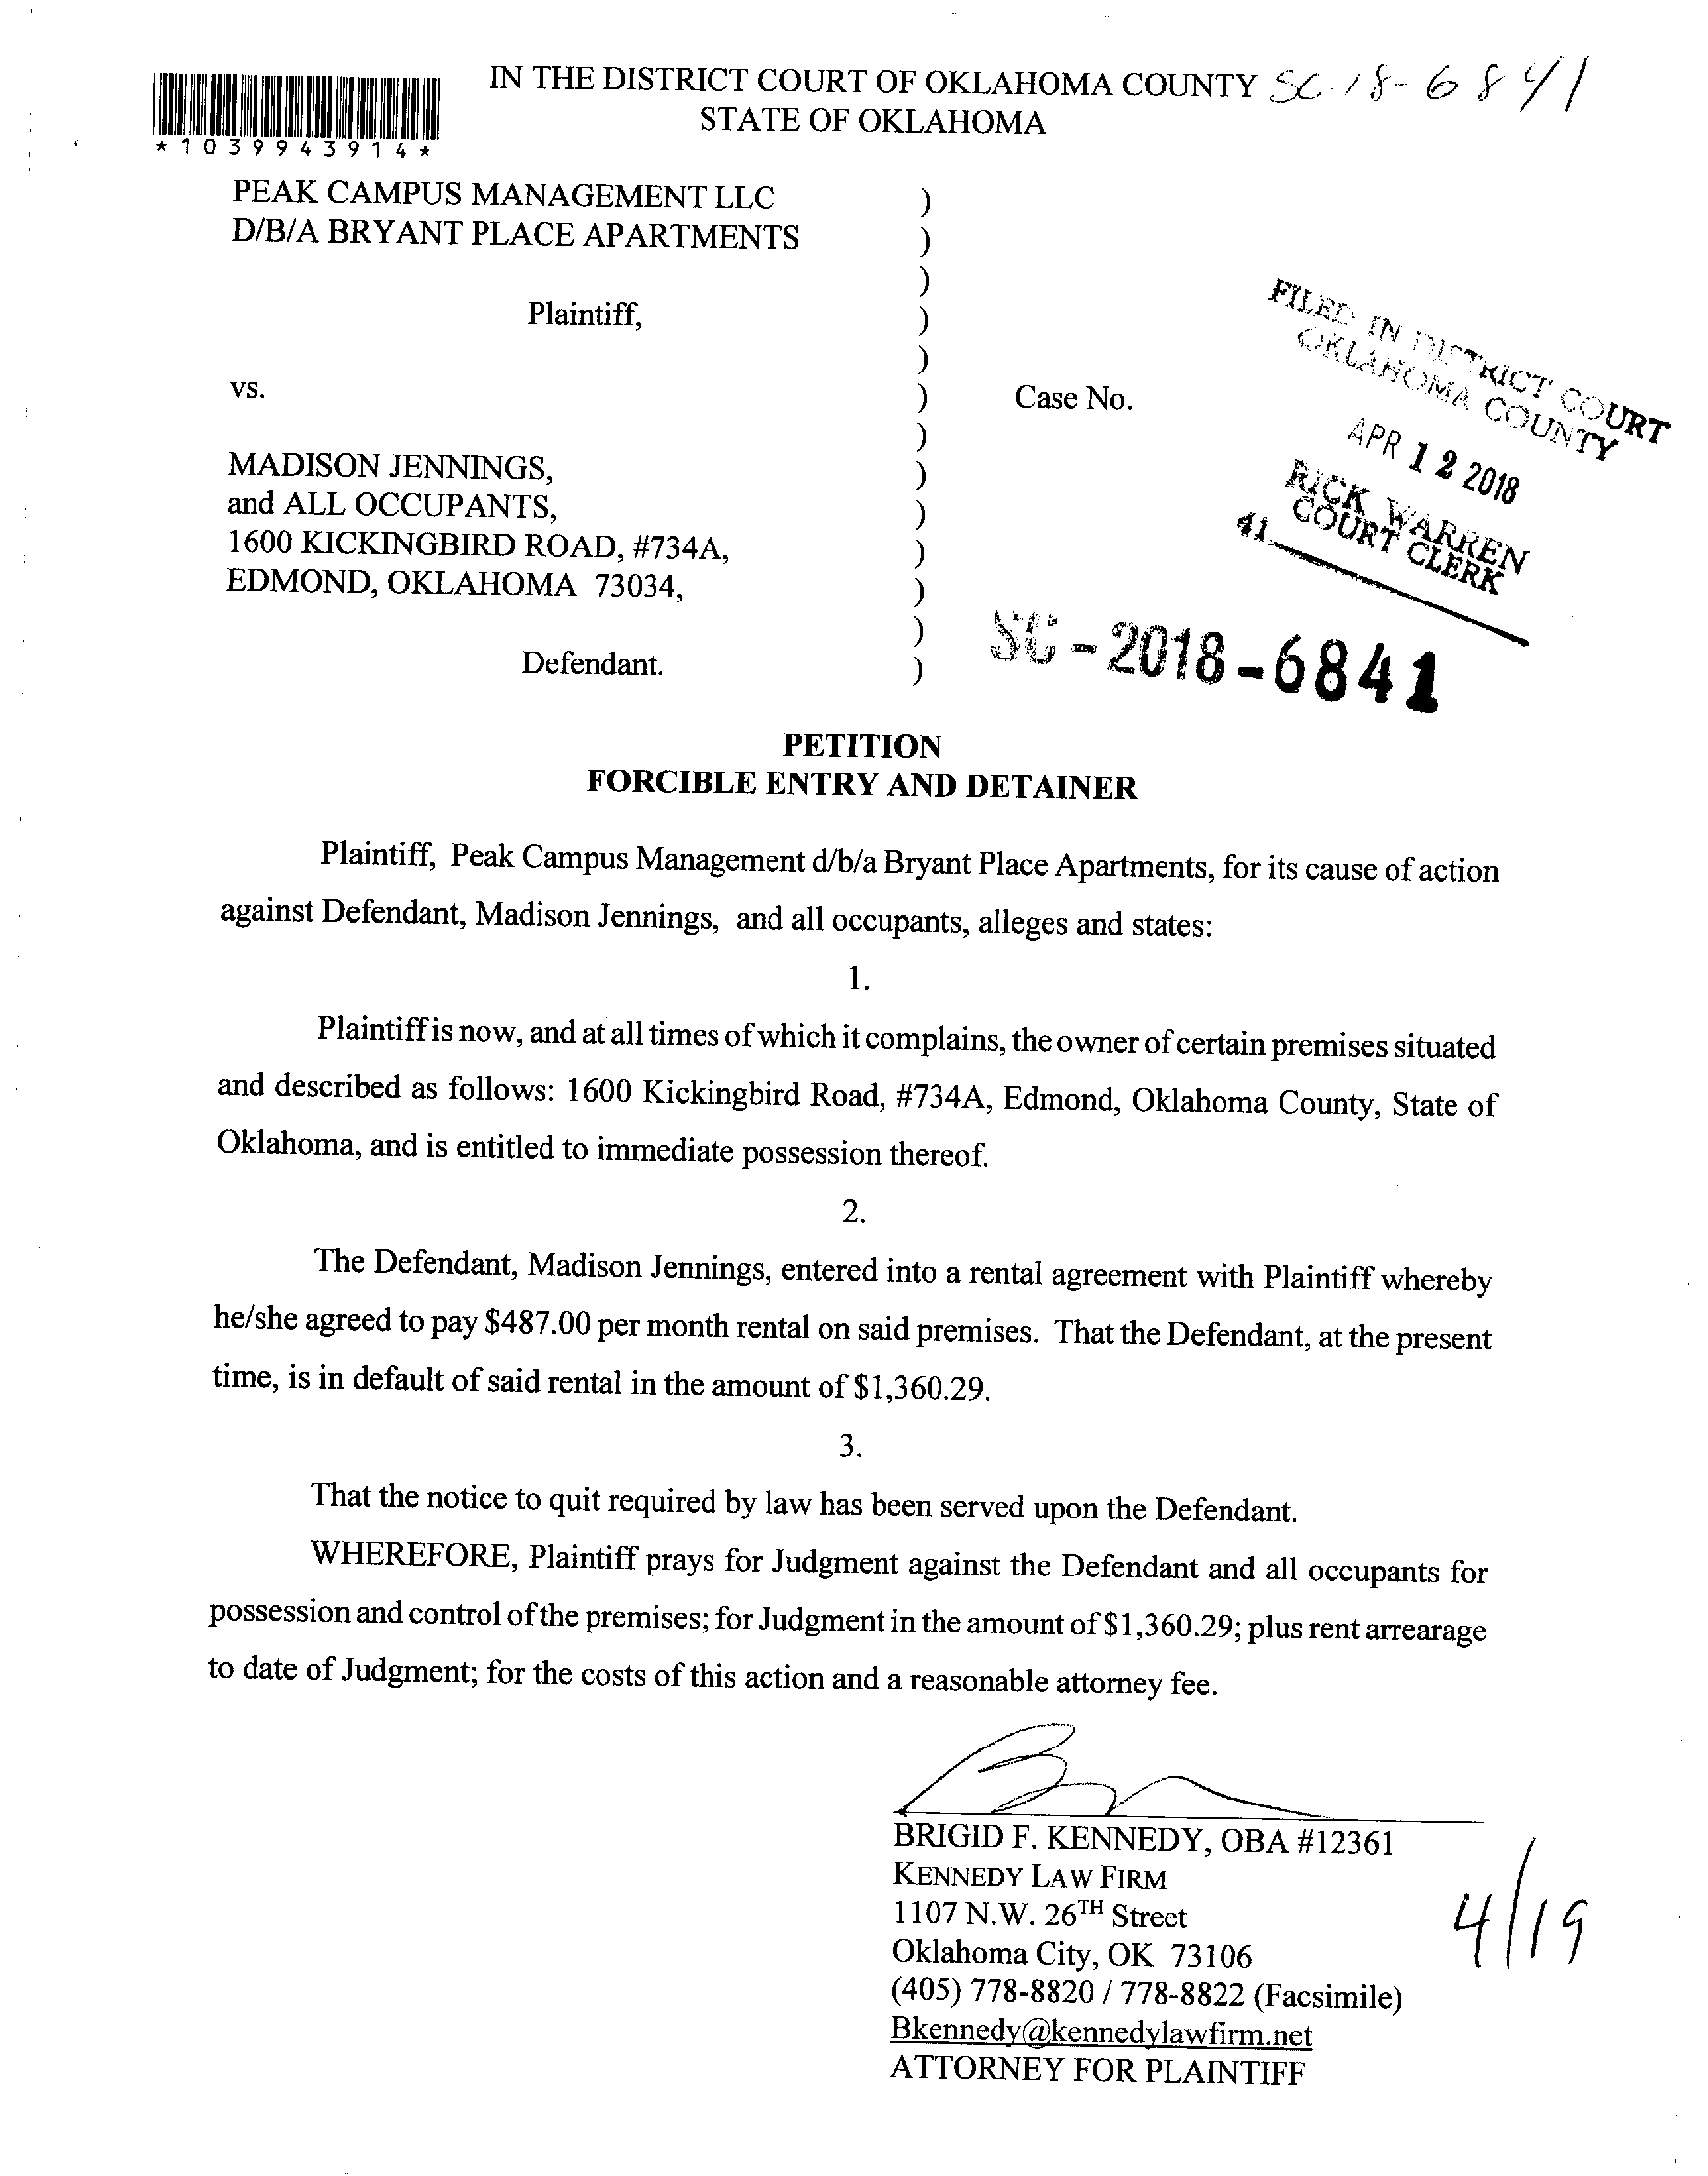 IN THE DISTRICT COURT OF OKLAHOMA COUNTY SC-18-6841
STATE OF OKLAHOMA
*1039943914*
PEAK CAMPUS MANAGEMENT LLC )
D/B/A BRYANT PLACE APARTMENTS )
)
Plaintiff, )
)
vs. ) Case No.
)
MADISON JENNINGS, )
and ALL OCCUPANTS, )
1600 KICKINGBIRD ROAD, #734A, )
EDMOND, OKLAHOMA 73034, )
)
Defendant. )
FILED IN DISTRICT COURT
OKLAHOMA COUNTY
APR 12 2018
RICK WARREN
COURT CLERK
41
SC-2018-6841
PETITION
FORCIBLE ENTRY AND DETAINER
Plaintiff, Peak Campus Management d/b/a Bryant Place Apartments, for its cause of action
against Defendant, Madison Jennings, and all occupants, alleges and states:
1.
Plaintiff is now, and at all times of which it complains, the owner of certain premises situated
and described as follows: 1600 Kickingbird Road, #734A, Edmond, Oklahoma County, State of
Oklahoma, and is entitled to immediate possession thereof.
2.
The Defendant, Madison Jennings, entered into a rental agreement with Plaintiff whereby
he/she agreed to pay $487.00 per month rental on said premises. That the Defendant, at the present
time, is in default of said rental in the amount of $1,360.29.
3.
That the notice to quit required by law has been served upon the Defendant.
WHEREFORE, Plaintiff prays for Judgment against the Defendant and all occupants for
possession and control of the premises; for Judgment in the amount of $1,360.29; plus rent arrearage
to date of Judgment; for the costs of this action and a reasonable attorney fee.
BRIGID F. KENNEDY, OBA #12361
KENNEDY LAW FIRM
1107 N.W. 26TH Street
Oklahoma City, OK 73106
(405) 778-8820 / 778-8822 (Facsimile)
Bkennedy@kennedylawfirm.net
ATTORNEY FOR PLAINTIFF
4/19